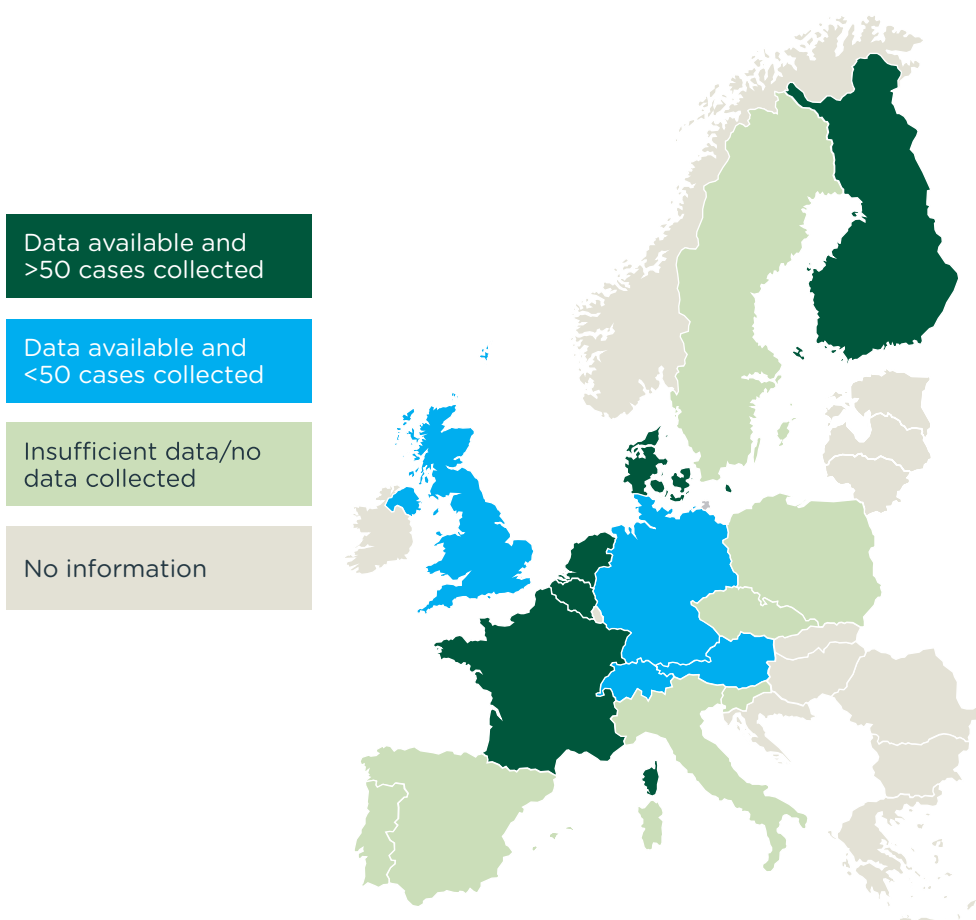 Data available and
>50 cases collected
Data available and
<50 cases collected
Insufficient data/no
data collected
No information